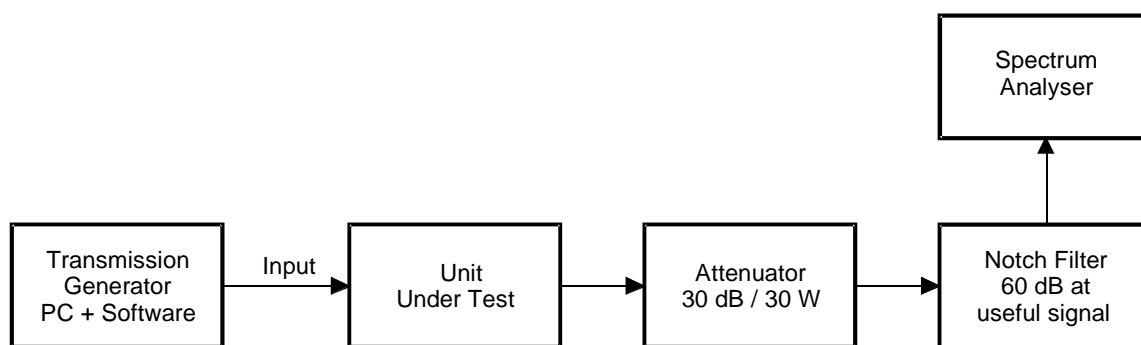 Spectrum
Analyser
Transmission
Generator
PC + Software
Input
Unit
Under Test
Attenuator
30 dB / 30 W
Notch Filter
60 dB at
useful signal